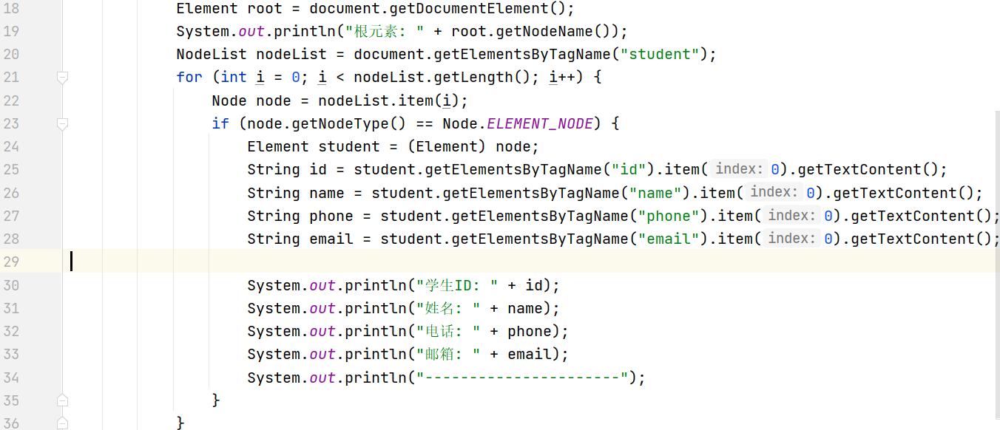 18 Element root = document.getDocumentElement();
19 System.out.println("根元素: " + root.getNodeName());
20 NodeList nodeList = document.getElementsByTagName("student");
21 for (int i = 0; i < nodeList.getLength(); i++) {
22 Node node = nodeList.item(i);
23 if (node.getNodeType() == Node.ELEMENT_NODE) {
24 Element student = (Element) node;
25 String id = student.getElementsByTagName("id").item( index: 0).getTextContent();
26 String name = student.getElementsByTagName("name").item( index: 0).getTextContent();
27 String phone = student.getElementsByTagName("phone").item( index: 0).getTextContent();
28 String email = student.getElementsByTagName("email").item( index: 0).getTextContent();
29
30 System.out.println("学生ID: " + id);
31 System.out.println("姓名: " + name);
32 System.out.println("电话: " + phone);
33 System.out.println("邮箱: " + email);
34 System.out.println("----------------------");
35 }
36 }